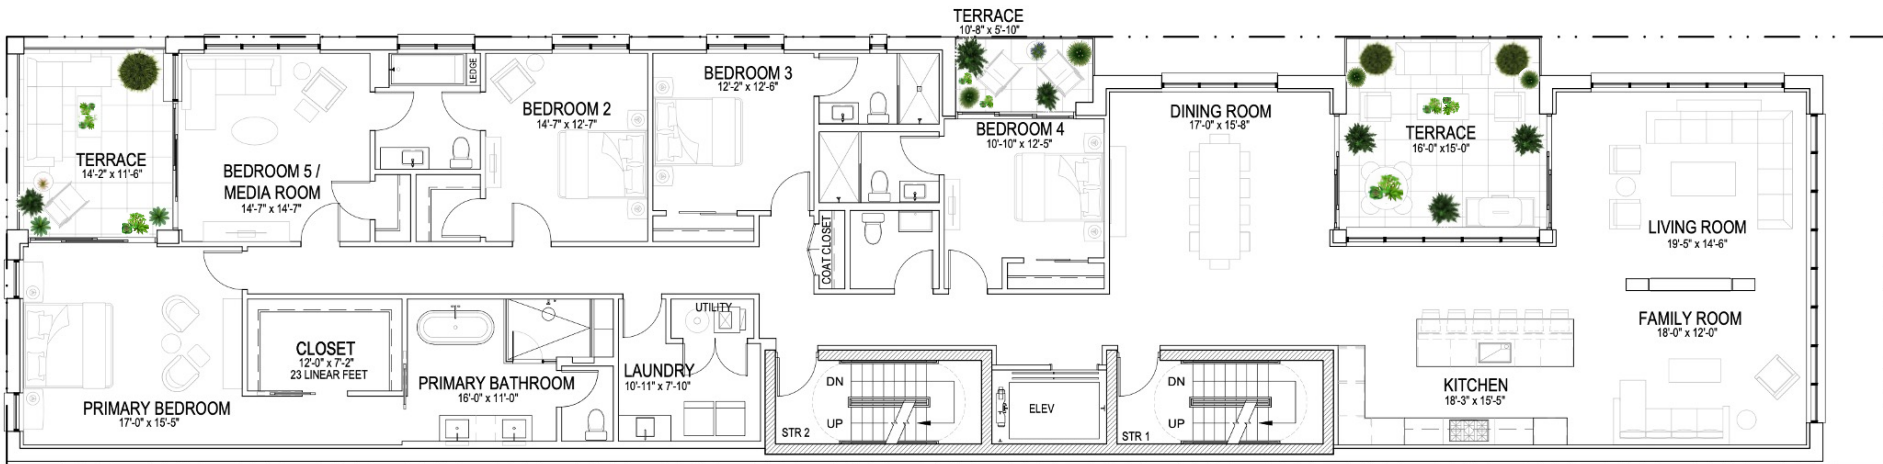 TERRACE
10'-8" x 5'-10"
LEDGE
BEDROOM 3
12'-2" x 12'-6"
BEDROOM 2
14'-7" x 12'-7"
DINING ROOM
17'-0" x 15'-8"
BEDROOM 4
10'-10" x 12'-5"
TERRACE
16'-0" x15'-0"
TERRACE
14'-2" x 11'-6"
BEDROOM 5 /
MEDIA ROOM
14'-7" x 14'-7"
COAT CLOSET
LIVING ROOM
19'-5" x 14'-6"
UTILITY
FAMILY ROOM
18'-0" x 12'-0"
CLOSET
12'-0" x 7'-2"
23 LINEAR FEET
LAUNDRY
10'-11" x 7'-10"
PRIMARY BATHROOM
16'-0" x 11'-0"
DN
UP
STR 2
ELEV
DN
UP
STR 1
KITCHEN
18'-3" x 15'-5"
PRIMARY BEDROOM
17'-0" x 15'-5"